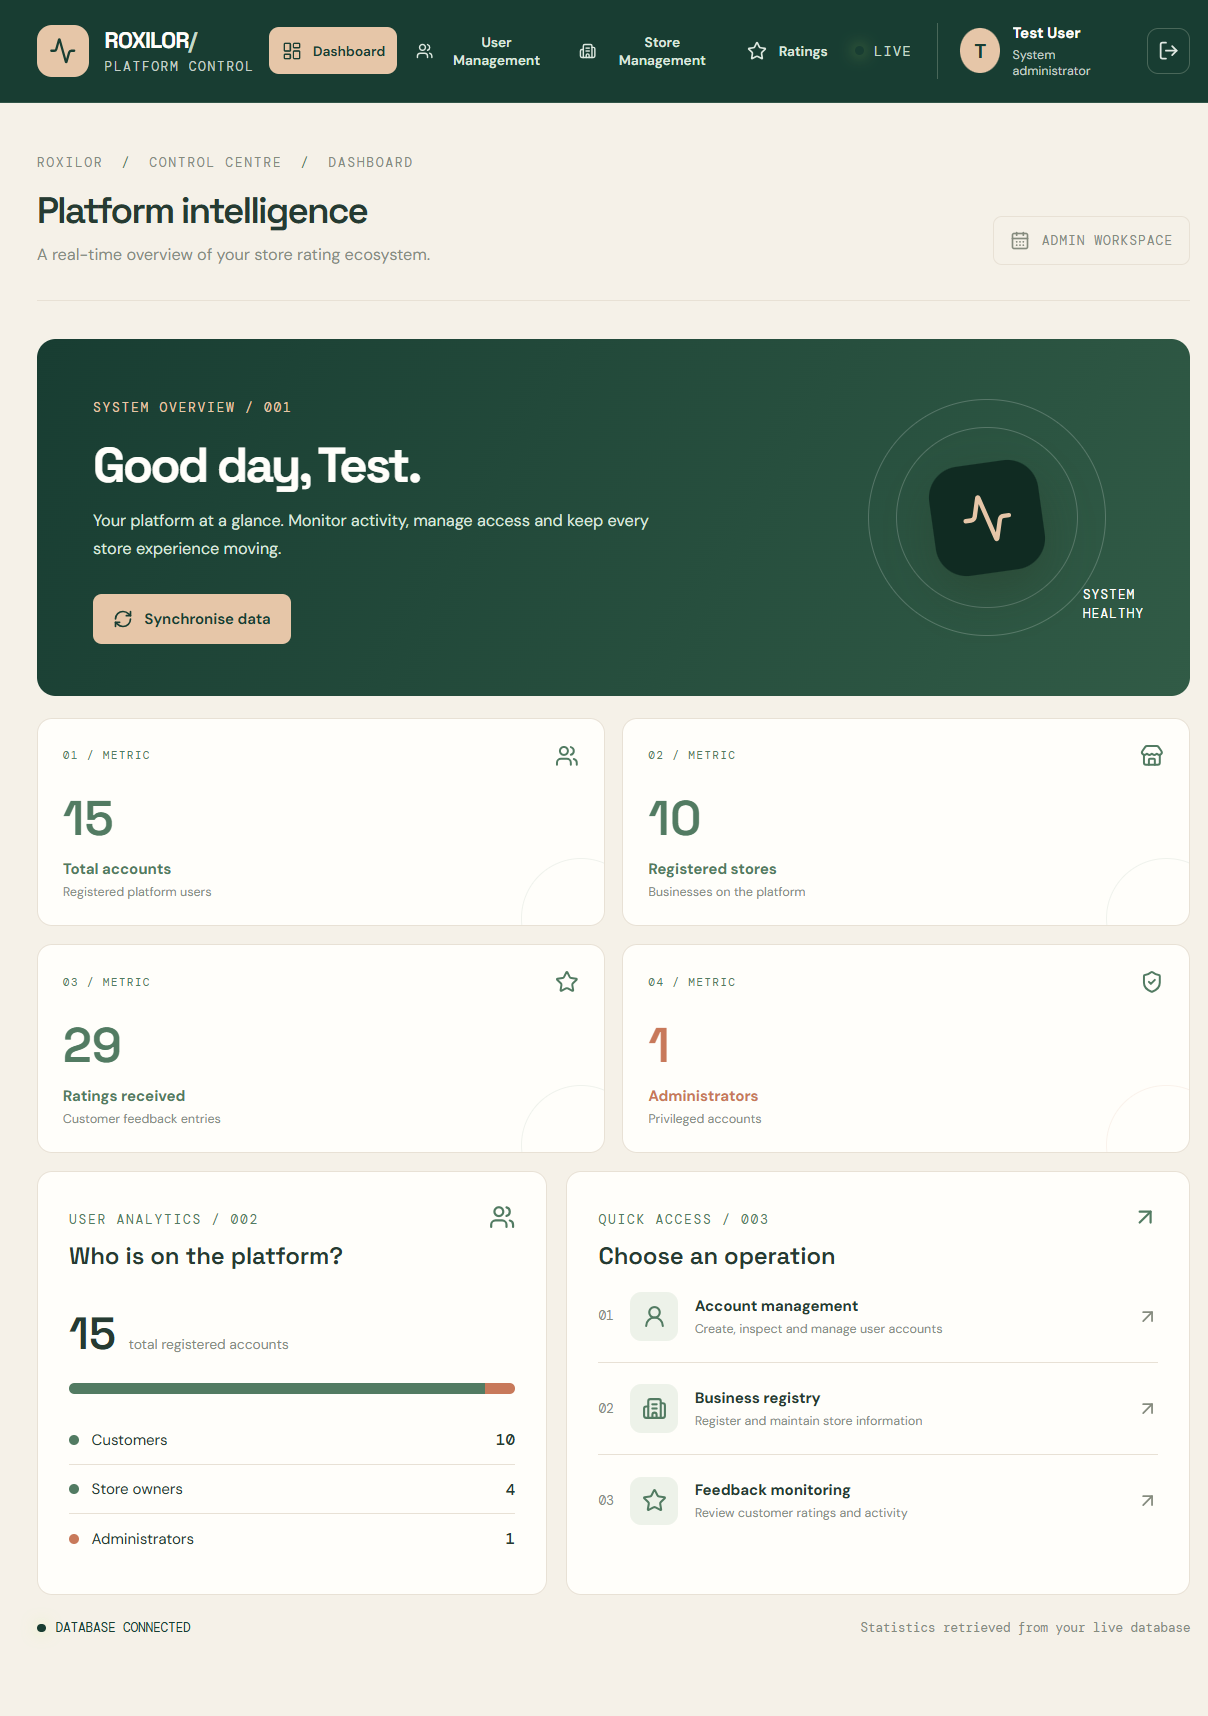 ROXILOR/
PLATFORM CONTROL
Dashboard
User
Management
Store
Management
Ratings
LIVE
T
Test User
System
administrator
ROXILOR / CONTROL CENTRE / DASHBOARD
Platform intelligence
A real-time overview of your store rating ecosystem.
ADMIN WORKSPACE
SYSTEM OVERVIEW / 001
Good day, Test.
Your platform at a glance. Monitor activity, manage access and keep every
store experience moving.
Synchronise data
SYSTEM
HEALTHY
01 / METRIC
15
Total accounts
Registered platform users
02 / METRIC
10
Registered stores
Businesses on the platform
03 / METRIC
29
Ratings received
Customer feedback entries
04 / METRIC
1
Administrators
Privileged accounts
USER ANALYTICS / 002
Who is on the platform?
15 total registered accounts
Customers 10
Store owners 4
Administrators 1
QUICK ACCESS / 003
Choose an operation
01
Account management
Create, inspect and manage user accounts
02
Business registry
Register and maintain store information
03
Feedback monitoring
Review customer ratings and activity
DATABASE CONNECTED
Statistics retrieved from your live database